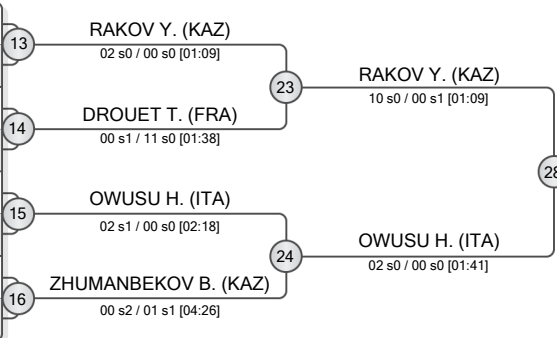 13
RAKOV Y. (KAZ)
02 s0 / 00 s0 [01:09]
23
RAKOV Y. (KAZ)
10 s0 / 00 s1 [01:09]
14
DROUET T. (FRA)
00 s1 / 11 s0 [01:38]
28
15
OWUSU H. (ITA)
02 s1 / 00 s0 [02:18]
24
OWUSU H. (ITA)
02 s0 / 00 s0 [01:41]
16
ZHUMANBEKOV B. (KAZ)
00 s2 / 01 s1 [04:26]